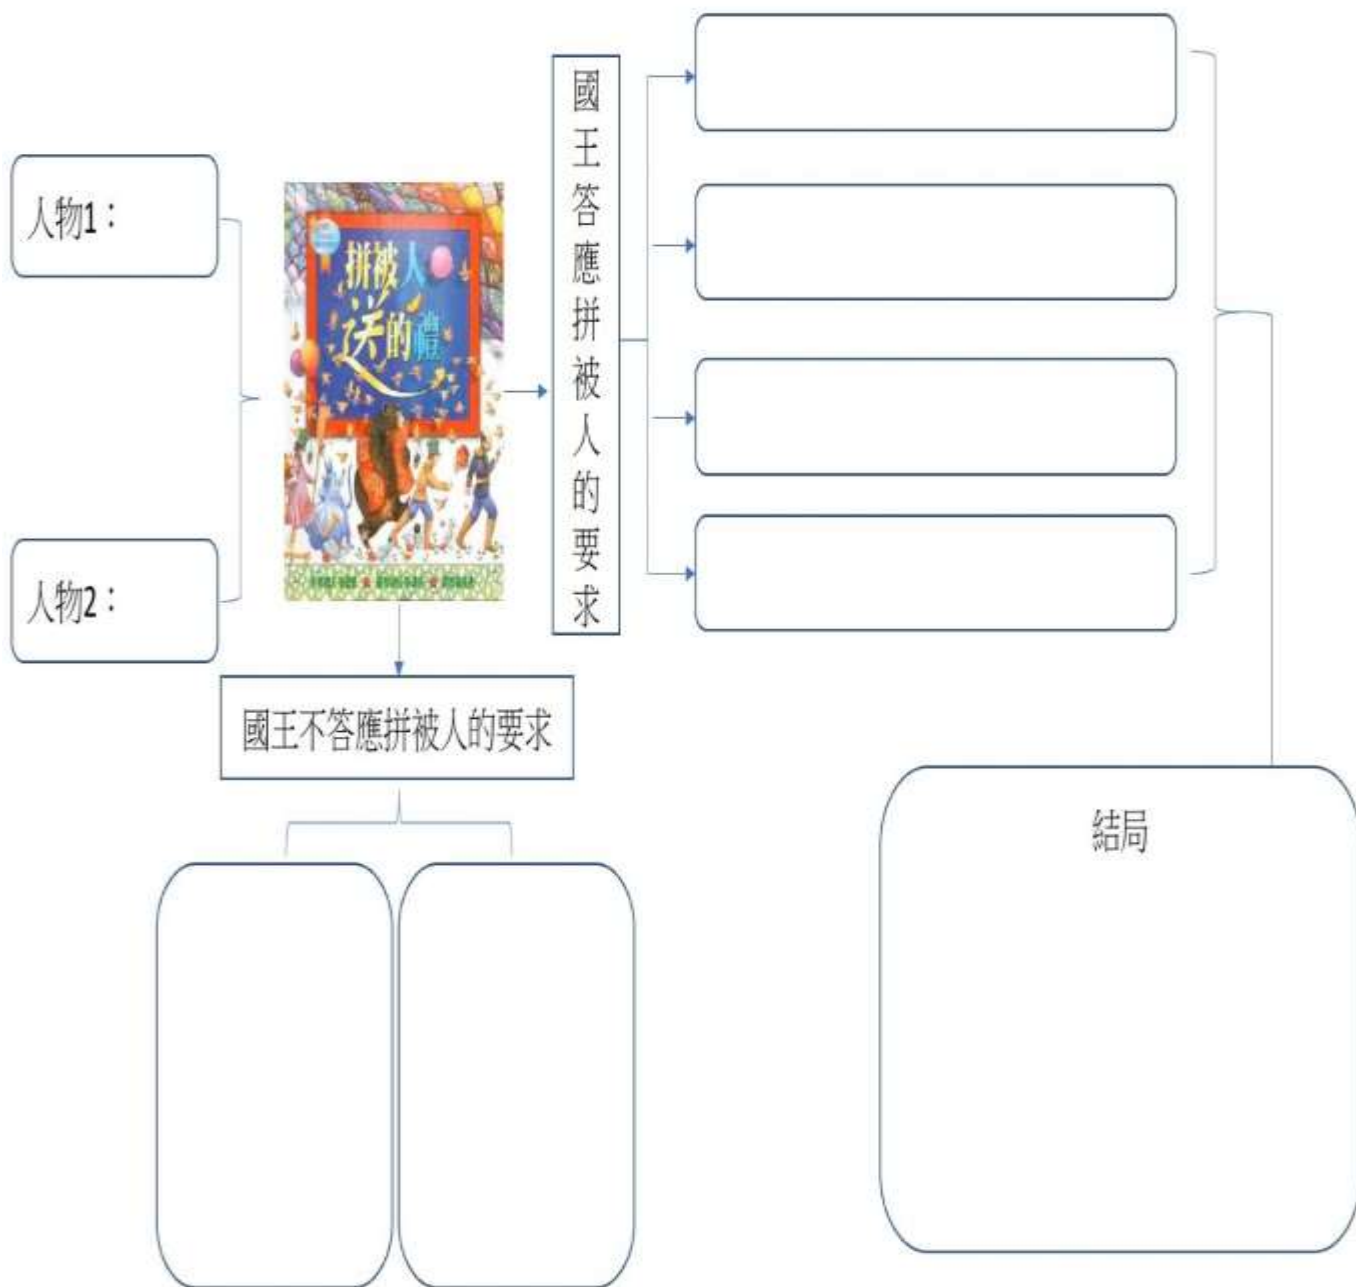 人物1：
人物2：
拼被人
送的禮
國王答應拼被人的要求
國王不答應拼被人的要求
結局